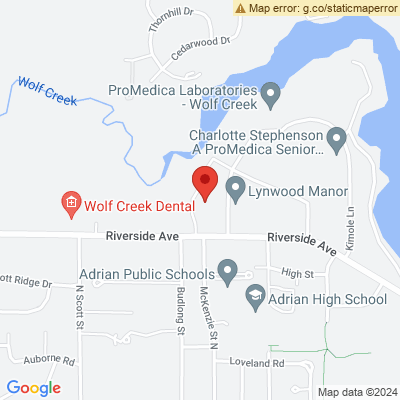 Map error: g.co/staticmaperror
Thornhill Dr
Cedarwood Dr
Wolf Creek
ProMedica Laboratories
- Wolf Creek
Charlotte Stephenson
A ProMedica Senior...
Lynwood Manor
Wolf Creek Dental
Kimole Ln
Riverside Ave
Riverside Ave
Adrian Public Schools
High St
ott Ridge Dr
N Scott St
Budlong St
McKenzie St N
Adrian High School
Auborne Rd
Loveland Rd
Google
Map data ©2024